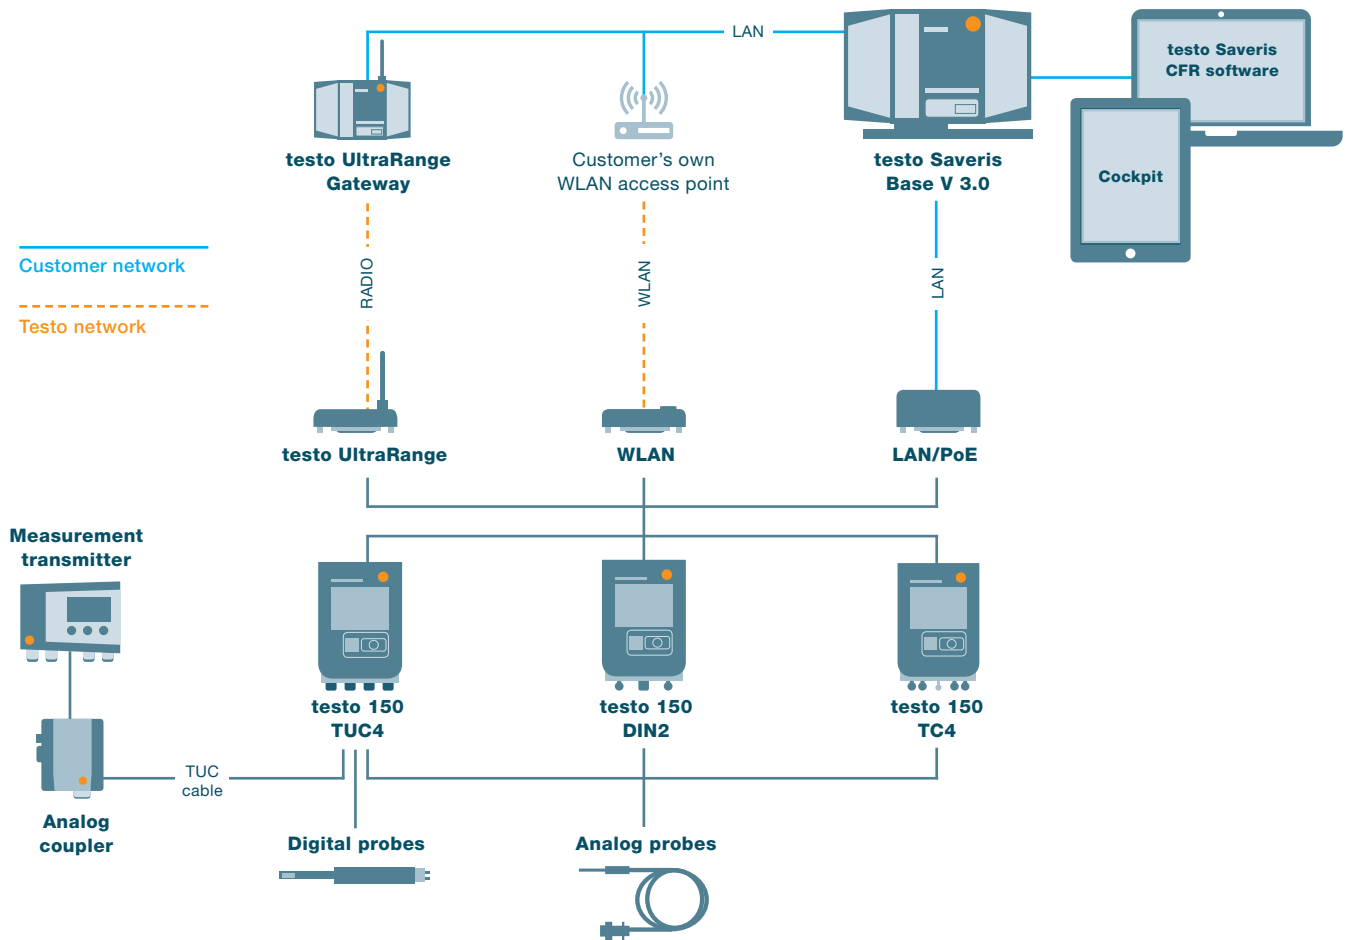 LAN
testo Saveris
CFR software
Cockpit
testo UltraRange
Gateway
Customer's own
WLAN access point
testo Saveris
Base V 3.0
Customer network
Testo network
RADIO
WLAN
LAN
testo UltraRange
WLAN
LAN/PoE
Measurement
transmitter
testo 150
TUC4
testo 150
DIN2
testo 150
TC4
TUC
cable
Analog
coupler
Digital probes
Analog probes